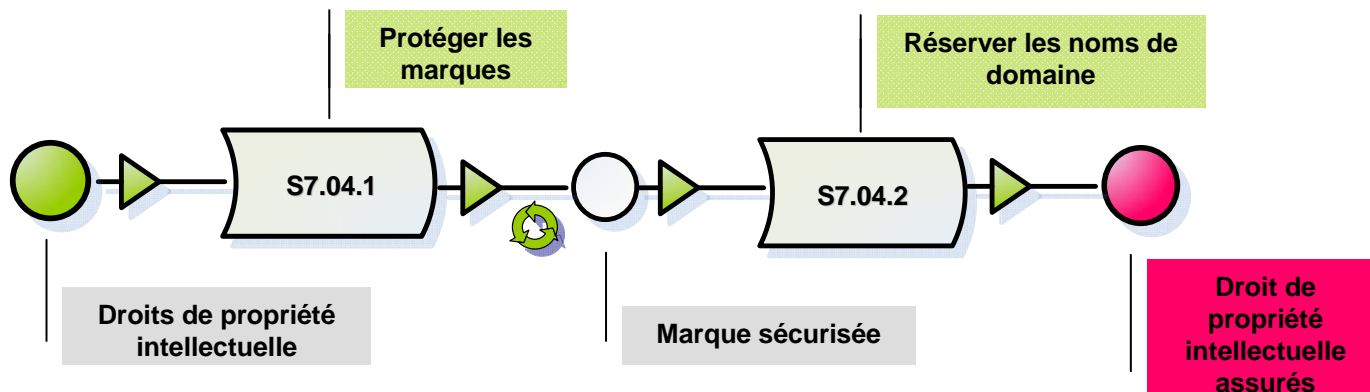 Protéger les
marques
Réserver les noms de
domaine
S7.04.1
S7.04.2
Droits de propriété
intellectuelle
Marque sécurisée
Droit de
propriété
intellectuelle
assurés